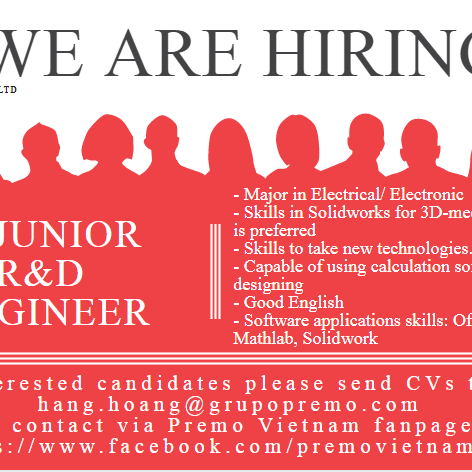 WE ARE HIRING
LTD
JUNIOR
R&D
GINEER
- Major in Electrical/ Electronic
- Skills in Solidworks for 3D-me
is preferred
- Skills to take new technologies.
- Capable of using calculation so
designing
- Good English
- Software applications skills: Of
Mathlab, Solidwork
erested candidates please send CVs t
hang.hoang@grupopremo.com
contact via Premo Vietnam fanpage
s://www.facebook.com/premovietnam